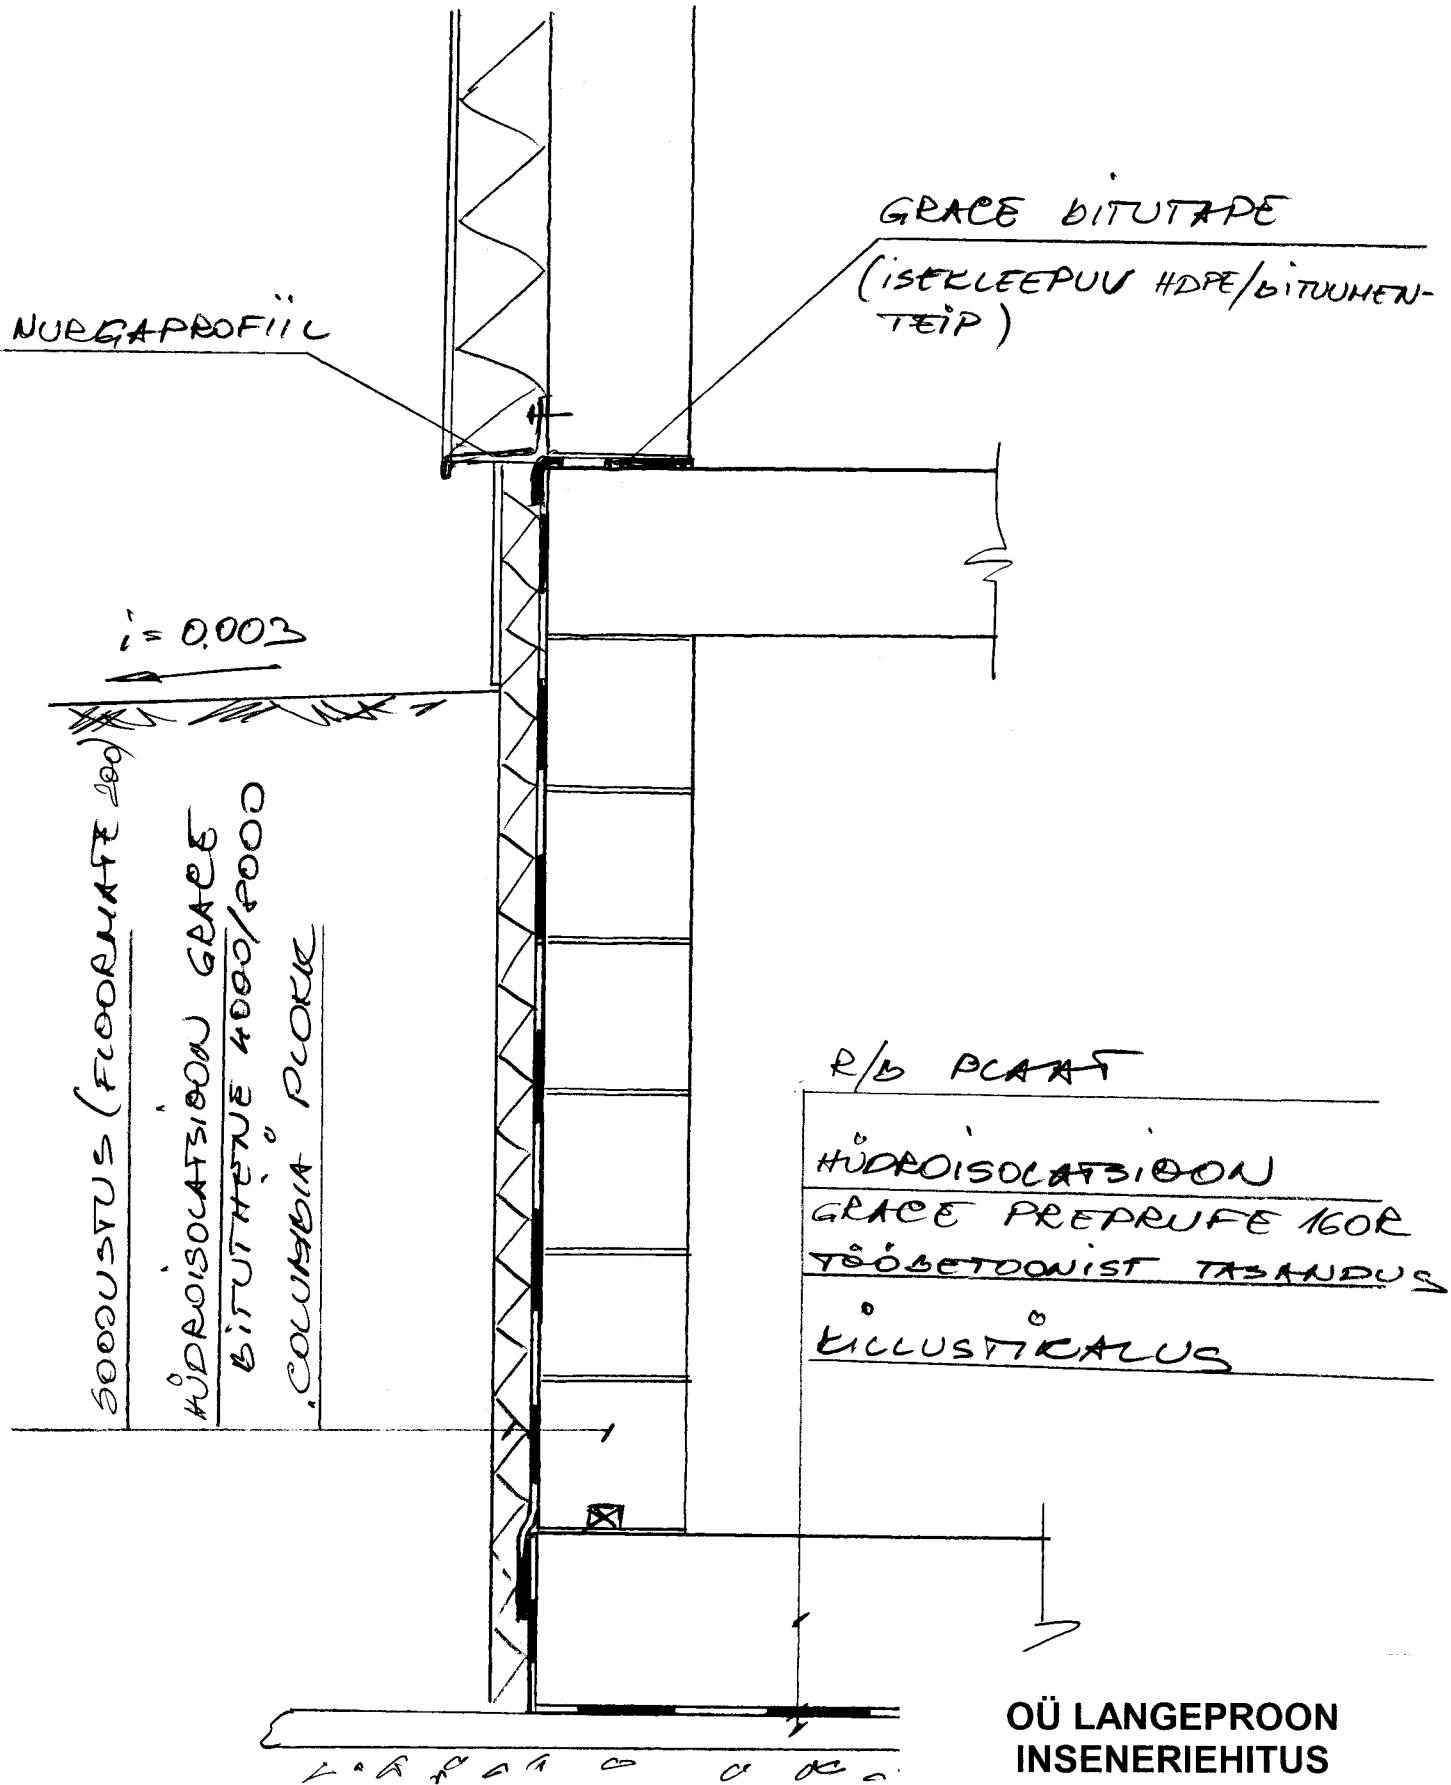 GRACE BITUTAPE
(ISEKLEEPUV HDPE/BITUUMEN-
TEIP)
NURGAPROFIIL
i = 0.003
SOOJUSTUS (FLOORMATE 200)
HÜDROISOLATSIOON GRACE
BITUTHENE 4000/8000
COLUMBIA PLOKK
R/B PLAAT
HÜDROISOLATSIOON
GRACE PREPRUFE 160R
TÖÖBETOONIST TASANDUS
KILLUSTIKALUS
OÜ LANGEPROON
INSENERIEHITUS